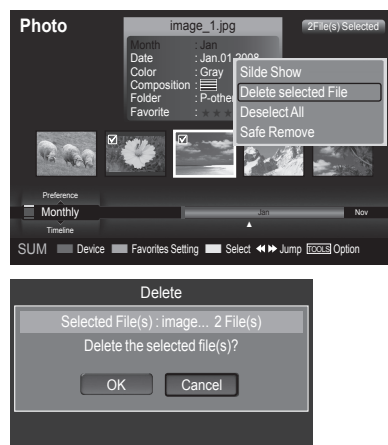 Photo
image_1.jpg
2File(s) Selected
Month : Jan
Date : Jan.01.2008
Color : Gray
Composition :
Folder : P-other
Favorite : ★★★
Silde Show
Delete selected File
Deselect All
Safe Remove
Preference
Monthly
Jan
Nov
Timeline
SUM Device Favorites Setting Select ◀◀ ▶▶ Jump TOOLS Option
Delete
Selected File(s) : image... 2 File(s)
Delete the selected file(s)?
OK Cancel